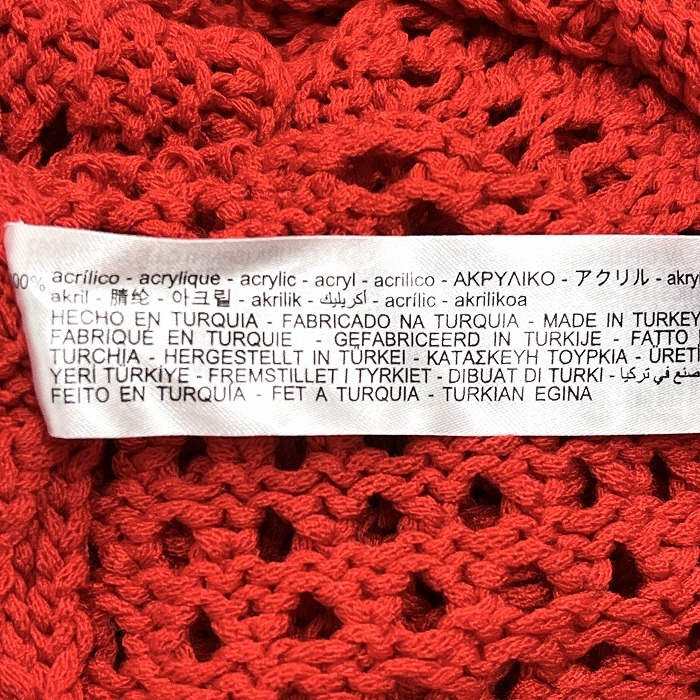 00% acrílico - acrylique - acrylic - acryl - acrilico - ΑΚΡΥΛΙΚΟ - アクリル - akry
akril - 腈纶 - 아크릴 - akrilik - أكريليك - acrílic - akrilikoa
HECHO EN TURQUIA - FABRICADO NA TURQUIA - MADE IN TURKEY
FABRIQUÉ EN TURQUIE - GEFABRICEERD IN TURKIJE - FATTO
TURCHIA - HERGESTELLT IN TÜRKEI - ΚΑΤΑΣΚΕΥΗ ΤΟΥΡΚΙΑ - ÜRETİ
YERİ TÜRKİYE - FREMSTILLET I TYRKIET - DIBUAT DI TURKI - صنع في تركيا
FEITO EN TURQUÍA - FET A TURQUIA - TURKIAN EGINA